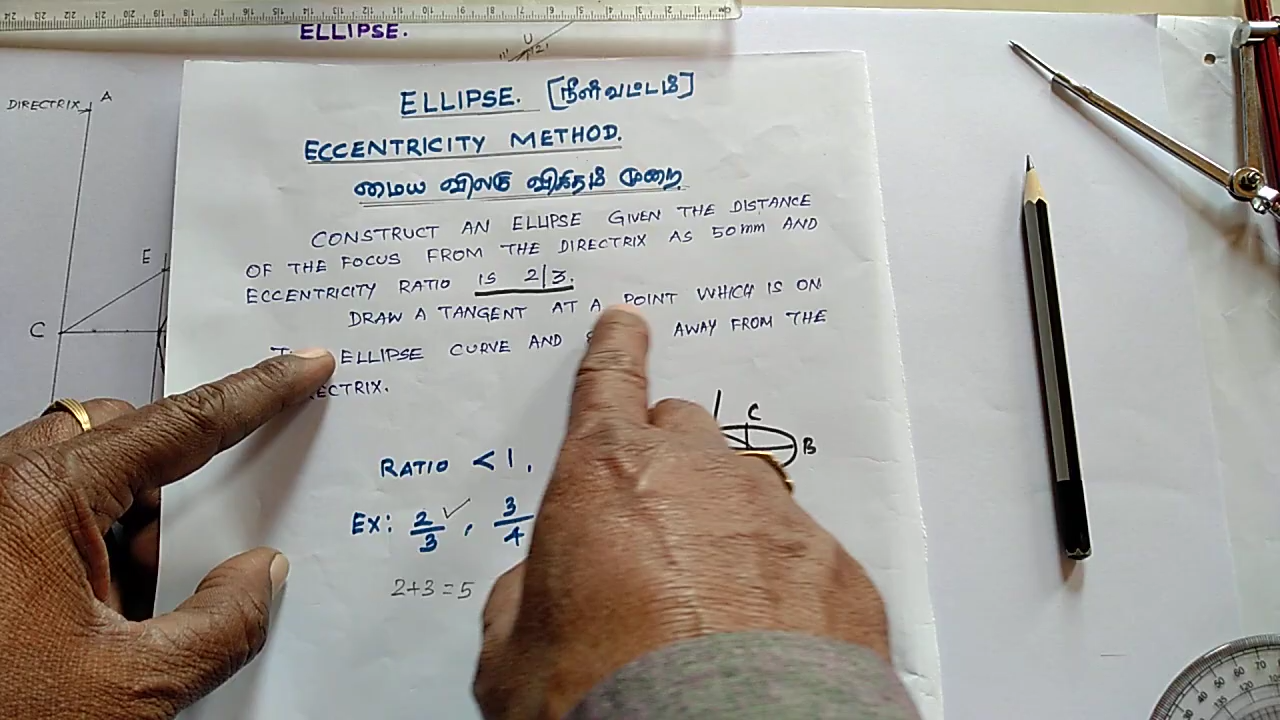 ELLIPSE.
U
DIRECTRIX A
E
C
ELLIPSE. [நீள்வட்டம்]
ECCENTRICITY METHOD.
மைய விலகு விகிதம் முறை.
CONSTRUCT AN ELLIPSE GIVEN THE DISTANCE
OF THE FOCUS FROM THE DIRECTRIX AS 50mm AND
ECCENTRICITY RATIO IS 2/3.
DRAW A TANGENT AT A POINT WHICH IS ON
ELLIPSE CURVE AND AWAY FROM THE
ECTRIX.
C
B
RATIO < 1,
EX: 2/3 ✓, 3/4
2+3=5